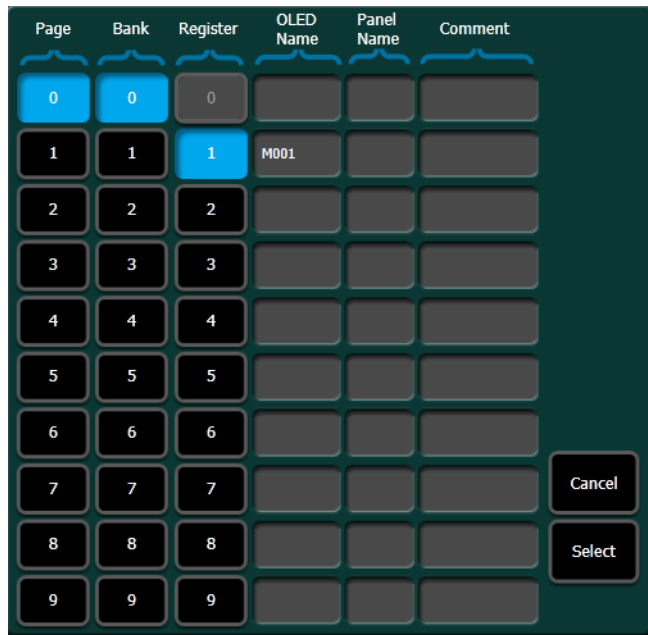 Page Bank Register OLED Name Panel Name Comment
0 0 0
1 1 1 M001
2 2 2
3 3 3
4 4 4
5 5 5
6 6 6
7 7 7 Cancel
8 8 8 Select
9 9 9